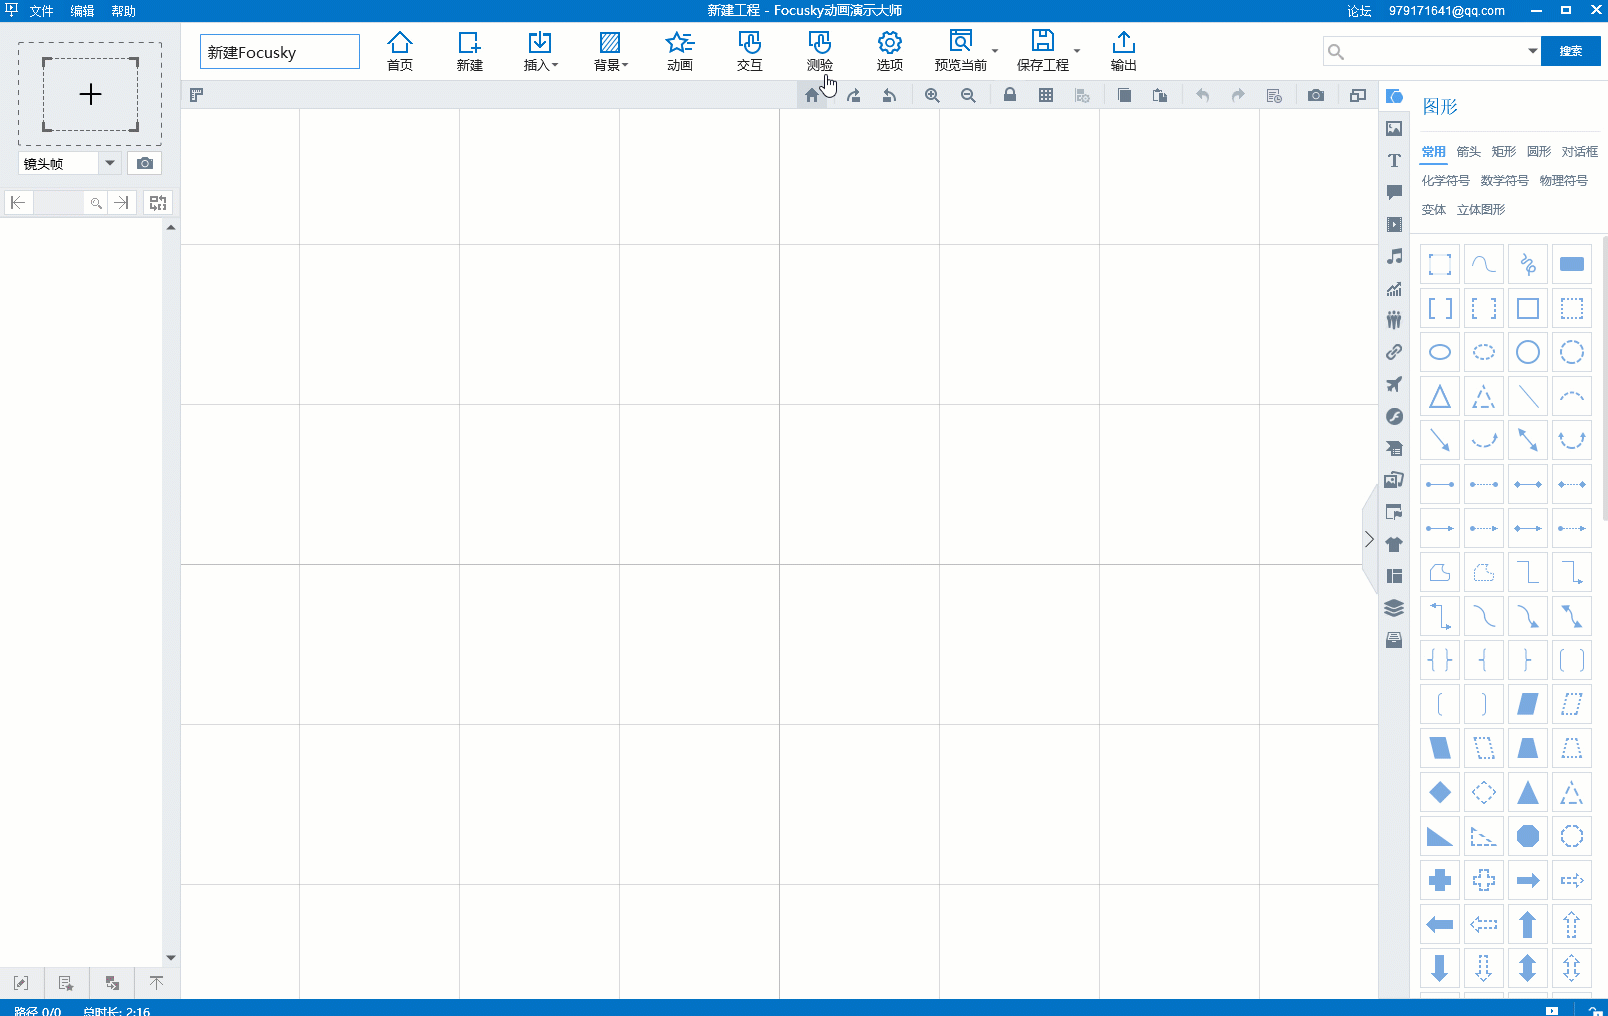 文件 编辑 帮助
新建工程 - Focusky动画演示大师
论坛 979171641@qq.com
新建Focusky
首页 新建 插入 背景 动画 交互 测验 选项 预览当前 保存工程 输出
搜索
图形
镜头帧
常用 箭头 矩形 圆形 对话框
化学符号 数学符号 物理符号
变体 立体图形
路径 0/0 总时长: 2:16